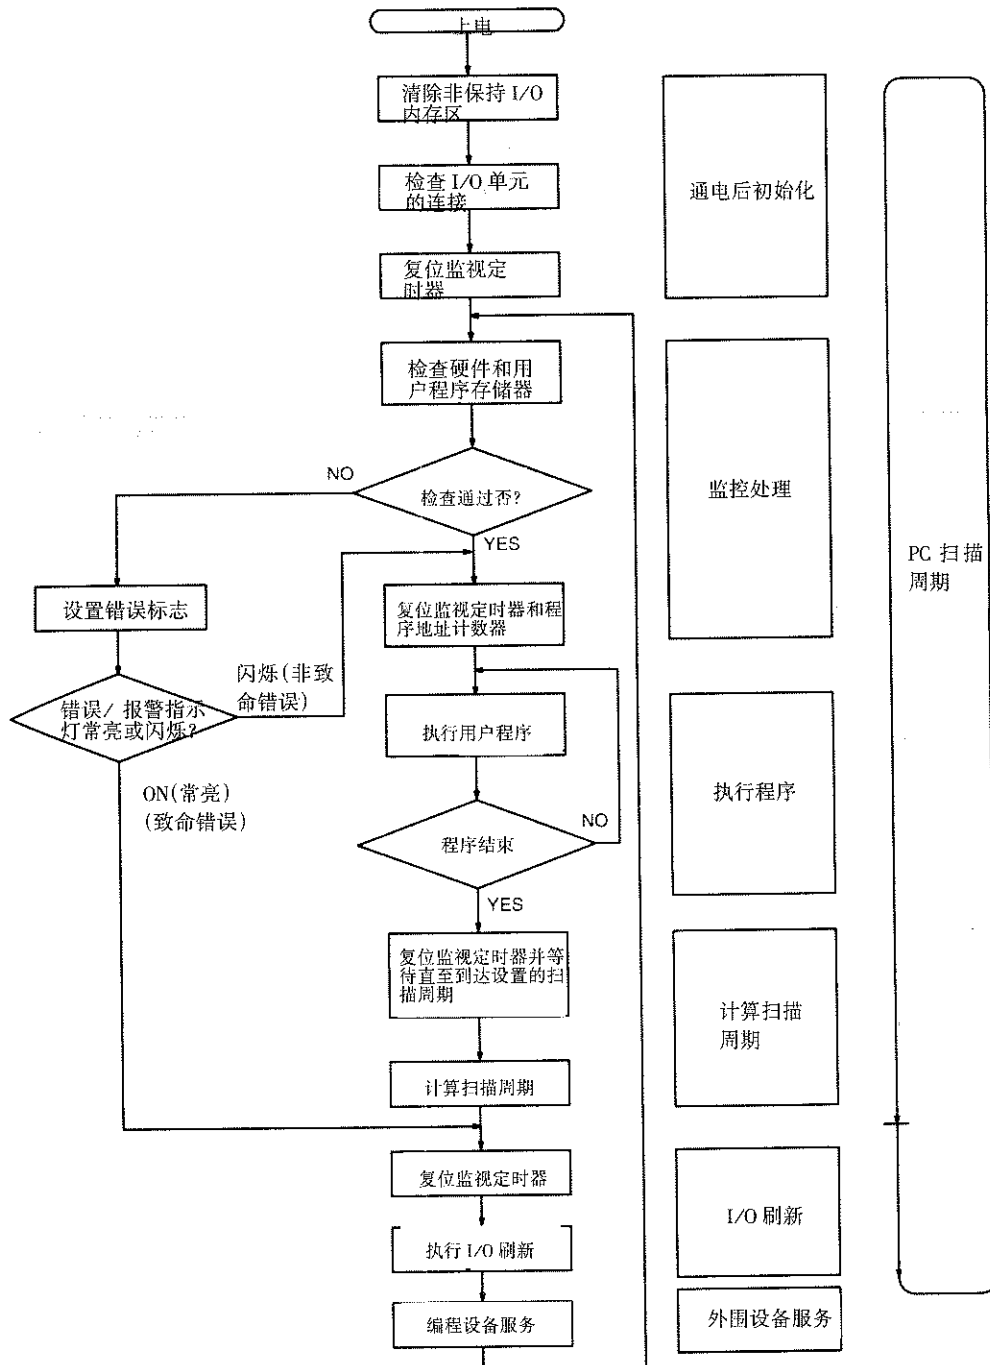 上电
清除非保持 I/O
内存区
检查 I/O 单元
的连接
复位监视定
时器
通电后初始化
检查硬件和用
户程序存储器
NO
检查通过否?
YES
监控处理
PC 扫描
周期
设置错误标志
复位监视定时器和程
序地址计数器
闪烁(非致
命错误)
错误/ 报警指示
灯常亮或闪烁?
执行用户程序
ON(常亮)
(致命错误)
执行程序
程序结束
NO
YES
复位监视定时器并等
待直至到达设置的扫
描周期
计算扫描
周期
计算扫描周期
复位监视定时器
I/O 刷新
执行 I/O 刷新
编程设备服务
外围设备服务